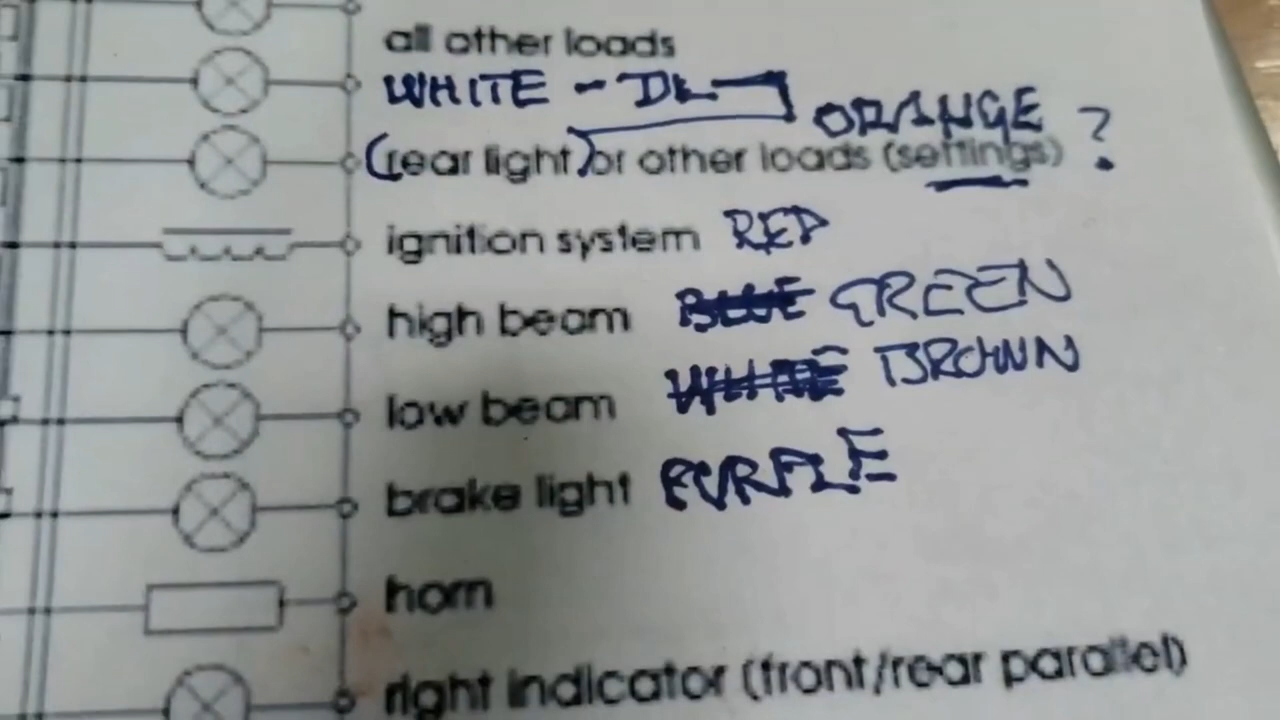 all other loads
WHITE - DL
ORANGE ?
(rear light) or other loads (settings)
ignition system RED
high beam BLUE GREEN
low beam WHITE BROWN
brake light PURPLE
horn
right indicator (front/rear parallel)